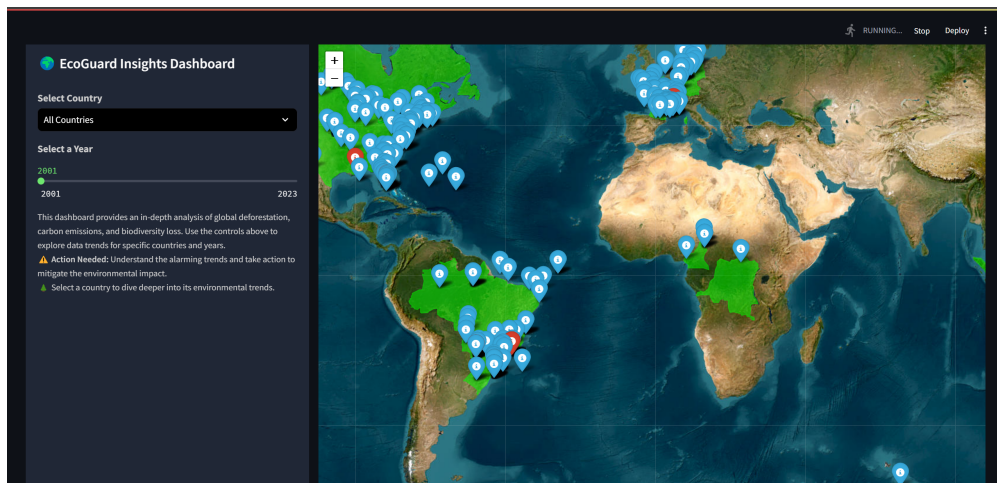 RUNNING...
Stop
Deploy
EcoGuard Insights Dashboard
Select Country
All Countries
Select a Year
2001
2001
2023
This dashboard provides an in-depth analysis of global deforestation,
carbon emissions, and biodiversity loss. Use the controls above to
explore data trends for specific countries and years.
⚠️ Action Needed: Understand the alarming trends and take action to
mitigate the environmental impact.
🌲 Select a country to dive deeper into its environmental trends.
+
−